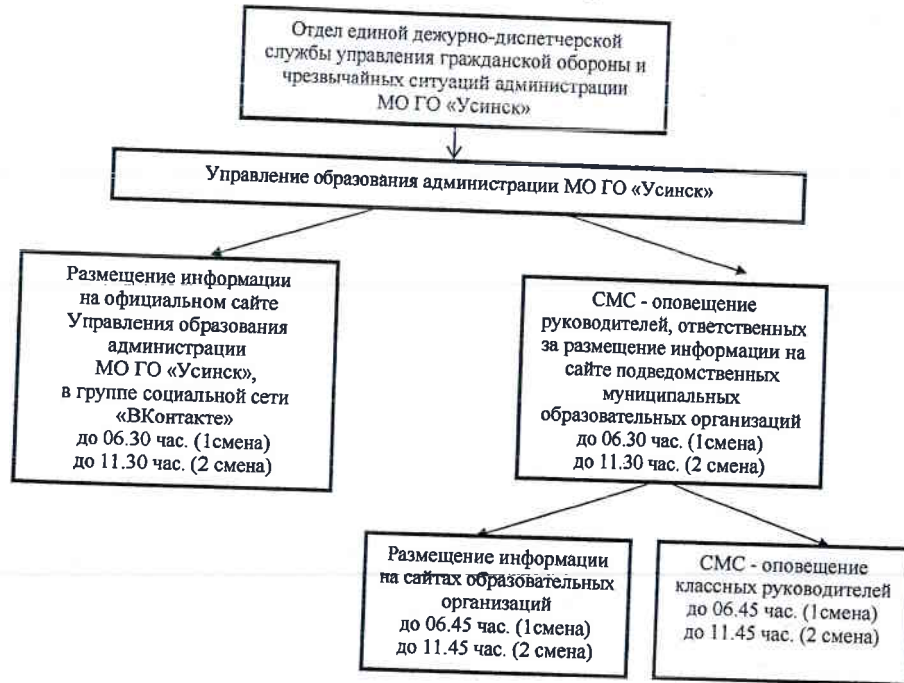 Отдел единой дежурно-диспетчерской
службы управления гражданской обороны и
чрезвычайных ситуаций администрации
МО ГО «Усинск»
Управление образования администрации МО ГО «Усинск»
Размещение информации
на официальном сайте
Управления образования
администрации
МО ГО «Усинск»,
в группе социальной сети
«ВКонтакте»
до 06.30 час. (1смена)
до 11.30 час. (2 смена)
СМС - оповещение
руководителей, ответственных
за размещение информации на
сайте подведомственных
муниципальных
образовательных организаций
до 06.30 час. (1смена)
до 11.30 час. (2 смена)
Размещение информации
на сайтах образовательных
организаций
до 06.45 час. (1смена)
до 11.45 час. (2 смена)
СМС - оповещение
классных руководителей
до 06.45 час. (1смена)
до 11.45 час. (2 смена)